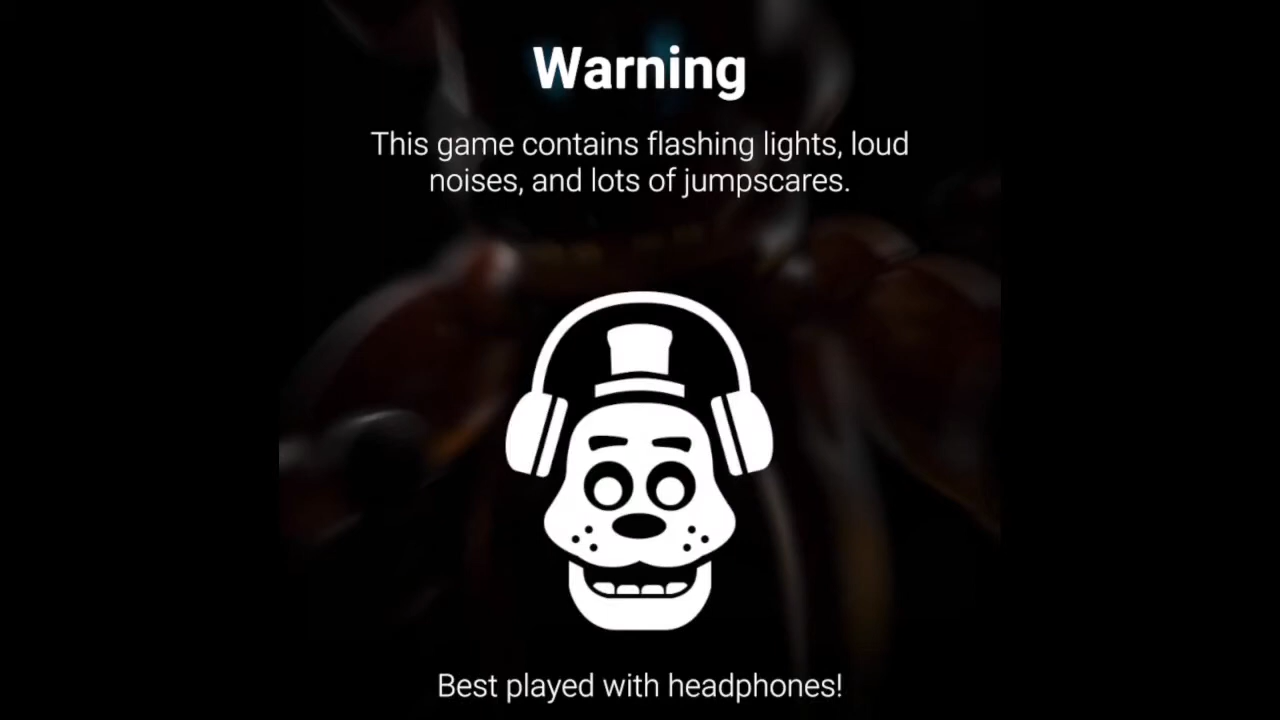 Warning
This game contains flashing lights, loud
noises, and lots of jumpscares.
Best played with headphones!